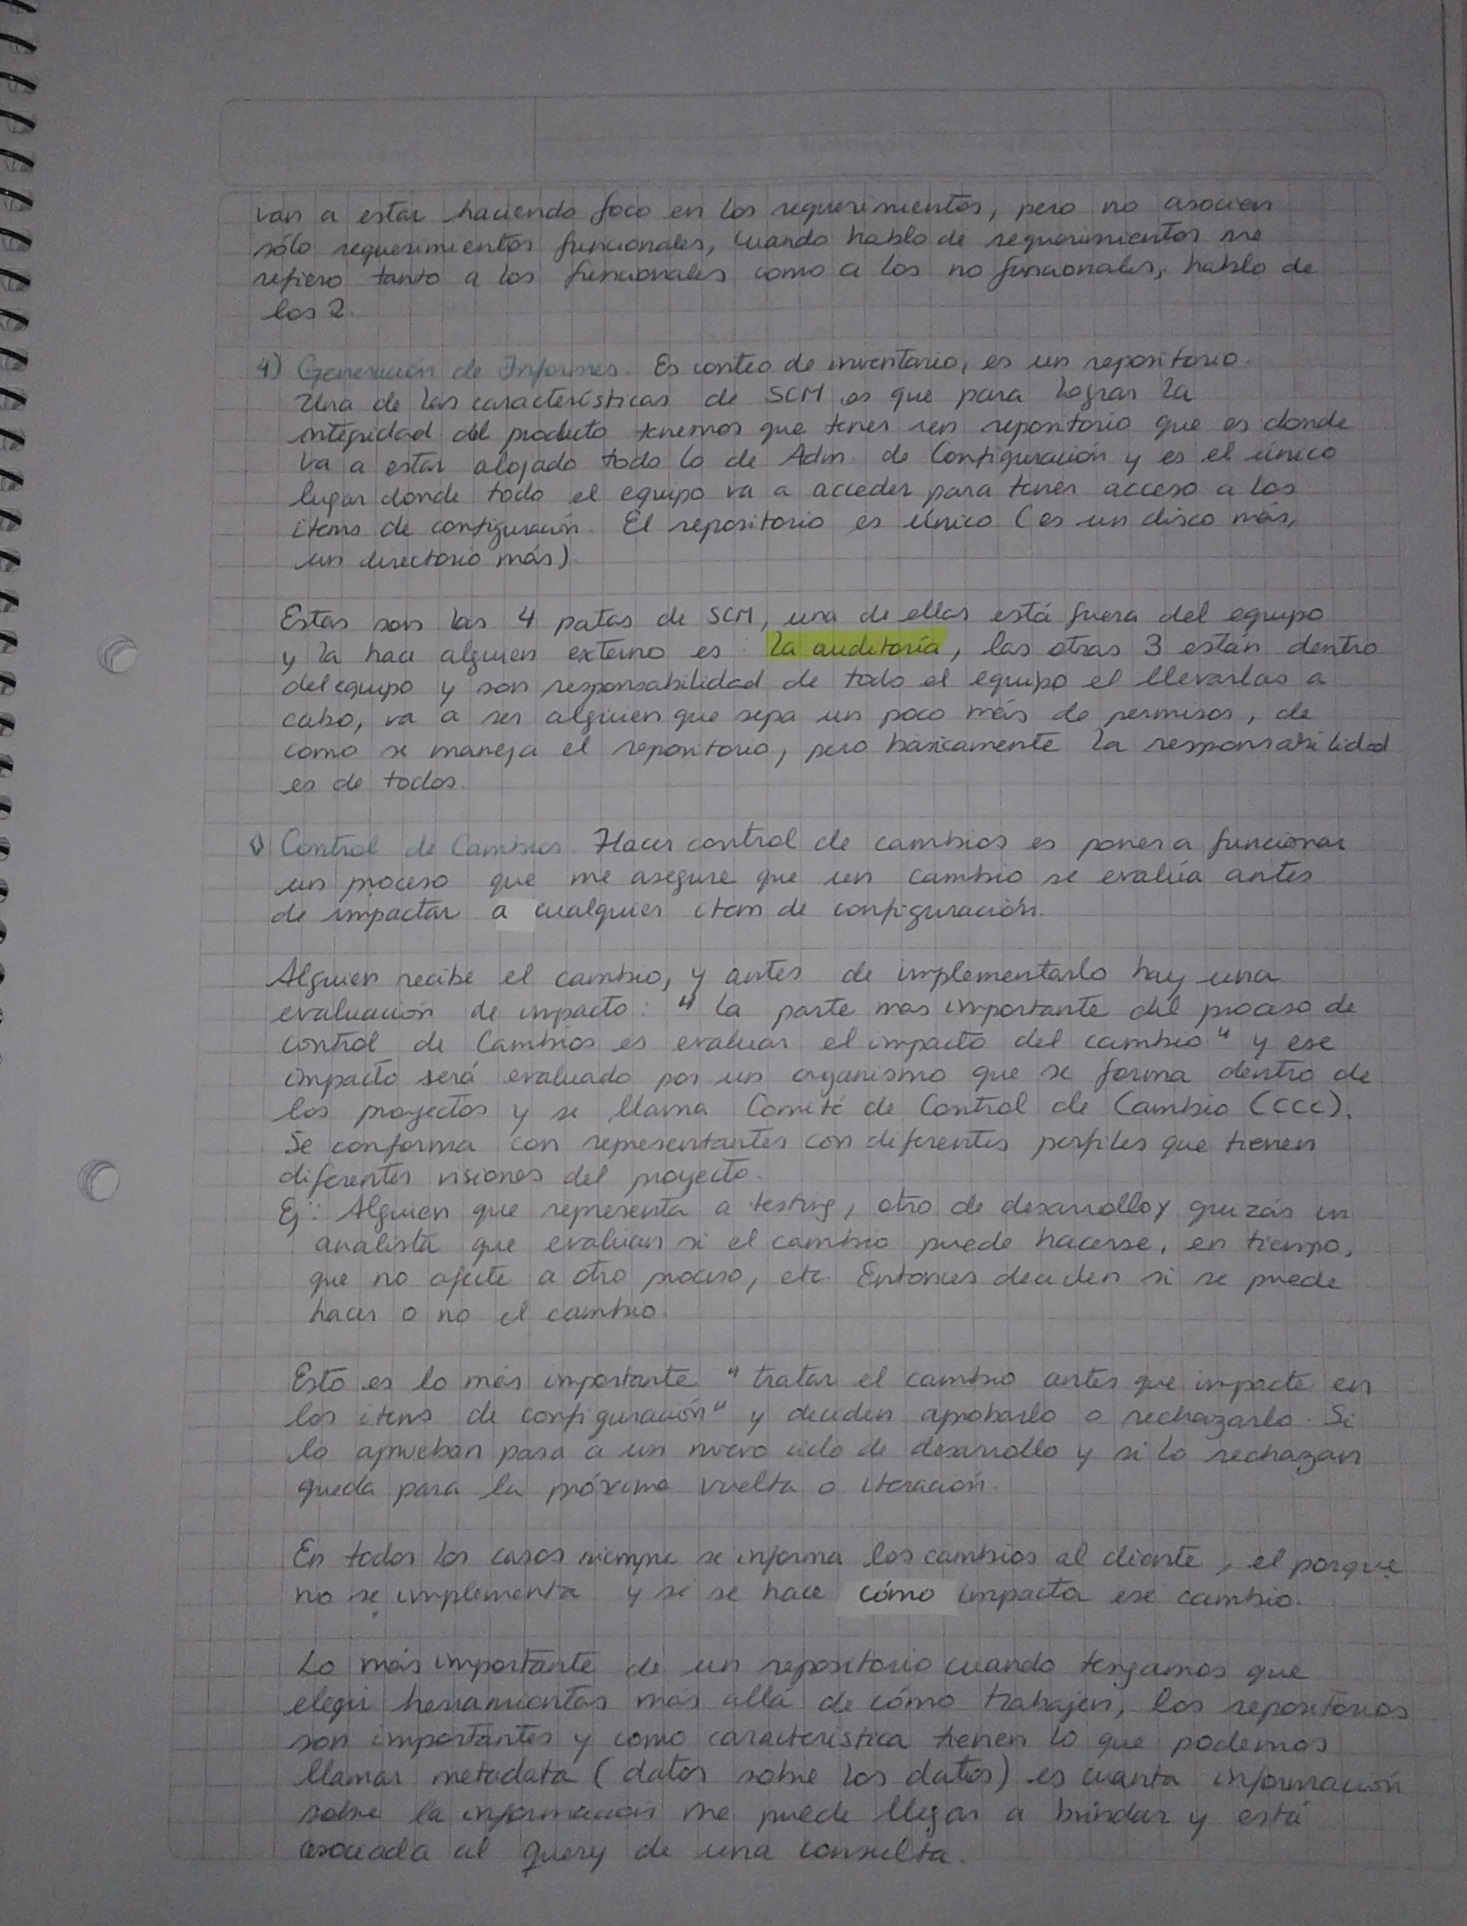 van a estar haciendo foco en los requerimientos, pero no asocien
sólo requerimientos funcionales, cuando hablo de requerimientos me
refiero tanto a los funcionales como a los no funcionales, hablo de
los 2.
4) Generación de Informes. Es conteo de inventario, es un repositorio.
Una de las características de SCM es que para lograr la
integridad del producto tenemos que tener un repositorio que es donde
va a estar alojado todo lo de Adm. de Configuración y es el único
lugar donde todo el equipo va a acceder para tener acceso a los
items de configuración. El repositorio es único (es un disco más,
un directorio más).
Estas son las 4 patas de SCM, una de ellas está fuera del equipo
y la hace alguien externo es: la auditoría, las otras 3 están dentro
del equipo y son responsabilidad de todo el equipo el llevarlas a
cabo, va a ser alguien que sepa un poco más de permisos, de
como se maneja el repositorio, pero básicamente la responsabilidad
es de todos.
Control de Cambios. Hacer control de cambios es poner a funcionar
un proceso que me asegure que un cambio se evalúa antes
de impactar a cualquier item de configuración.
Alguien recibe el cambio, y antes de implementarlo hay una
evaluación de impacto: "La parte mas importante del proceso de
control de Cambios es evaluar el impacto del cambio" y ese
impacto será evaluado por un organismo que se forma dentro de
los proyectos y se llama Comité de Control de Cambio (CCC).
Se conforma con representantes con diferentes perfiles que tienen
diferentes visiones del proyecto.
Ej: Alguien que representa a testing, otro de desarrollo y quizás un
analista que evalúan si el cambio puede hacerse, en tiempo,
que no afecte a otro proceso, etc. Entonces deciden si se puede
hacer o no el cambio.
Esto es lo más importante "tratar el cambio antes que impacte en
los items de configuración" y deciden aprobarlo o rechazarlo. Si
lo aprueban pasa a un nuevo ciclo de desarrollo y si lo rechazan
queda para la próxima vuelta o iteración.
En todos los casos siempre se informa los cambios al cliente, el porque
no se implementa y si se hace cómo impacta ese cambio.
Lo más importante de un repositorio cuando tengamos que
elegir herramientas más allá de cómo trabajen, los repositorios
son importantes y como característica tienen lo que podemos
llamar metadata (datos sobre los datos) es cuanta información
sobre la información me puede llegar a brindar y está
asociada al query de una consulta.